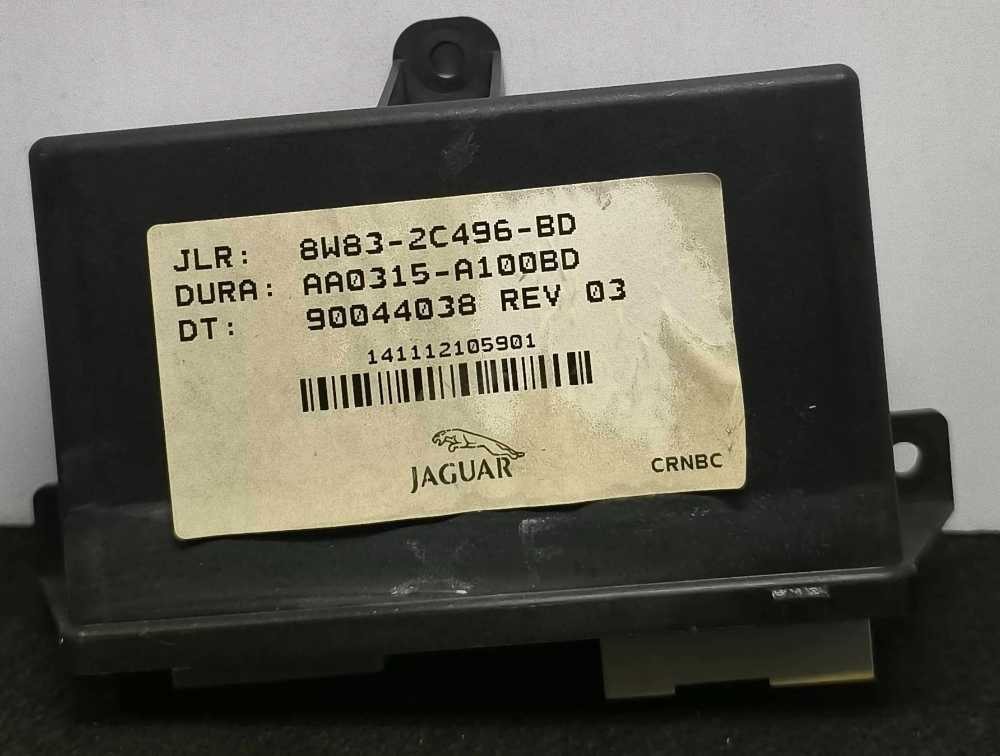 JLR: 8W83-2C496-BD
DURA: AA0315-A100BD
DT: 90044038 REV 03
141112105901
JAGUAR
CRNBC